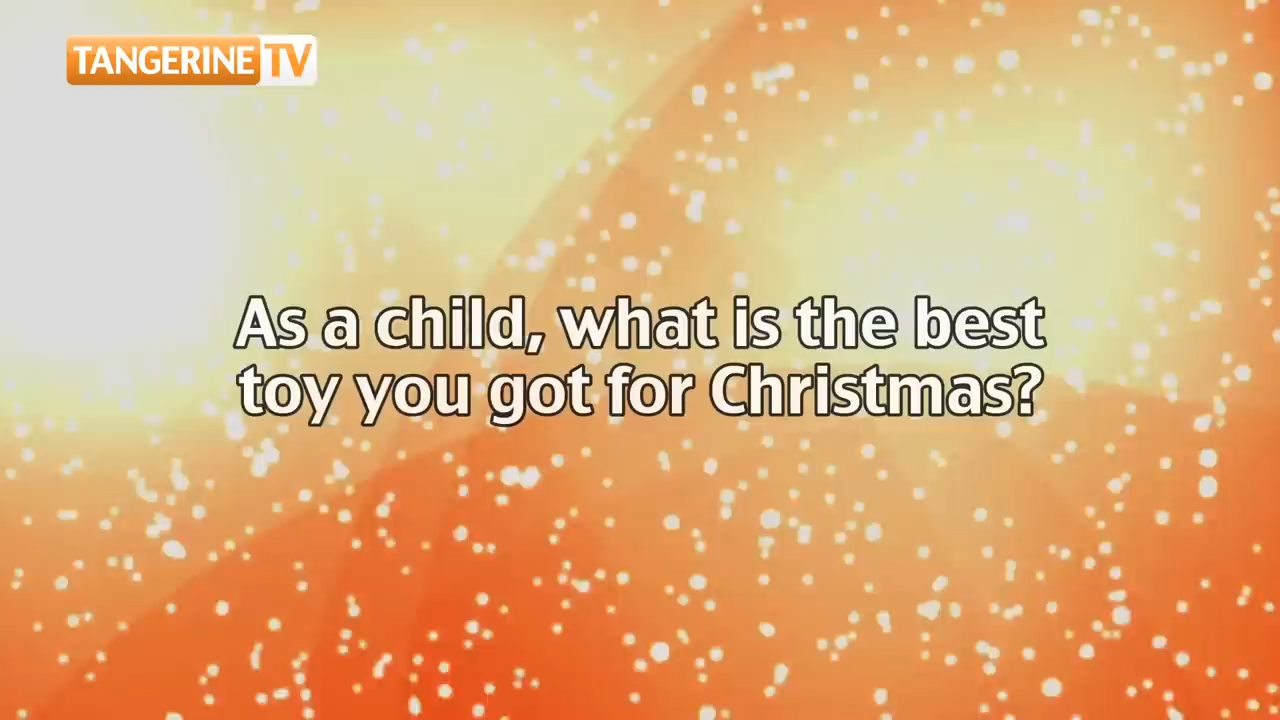 TANGERINE TV
As a child, what is the best
toy you got for Christmas?